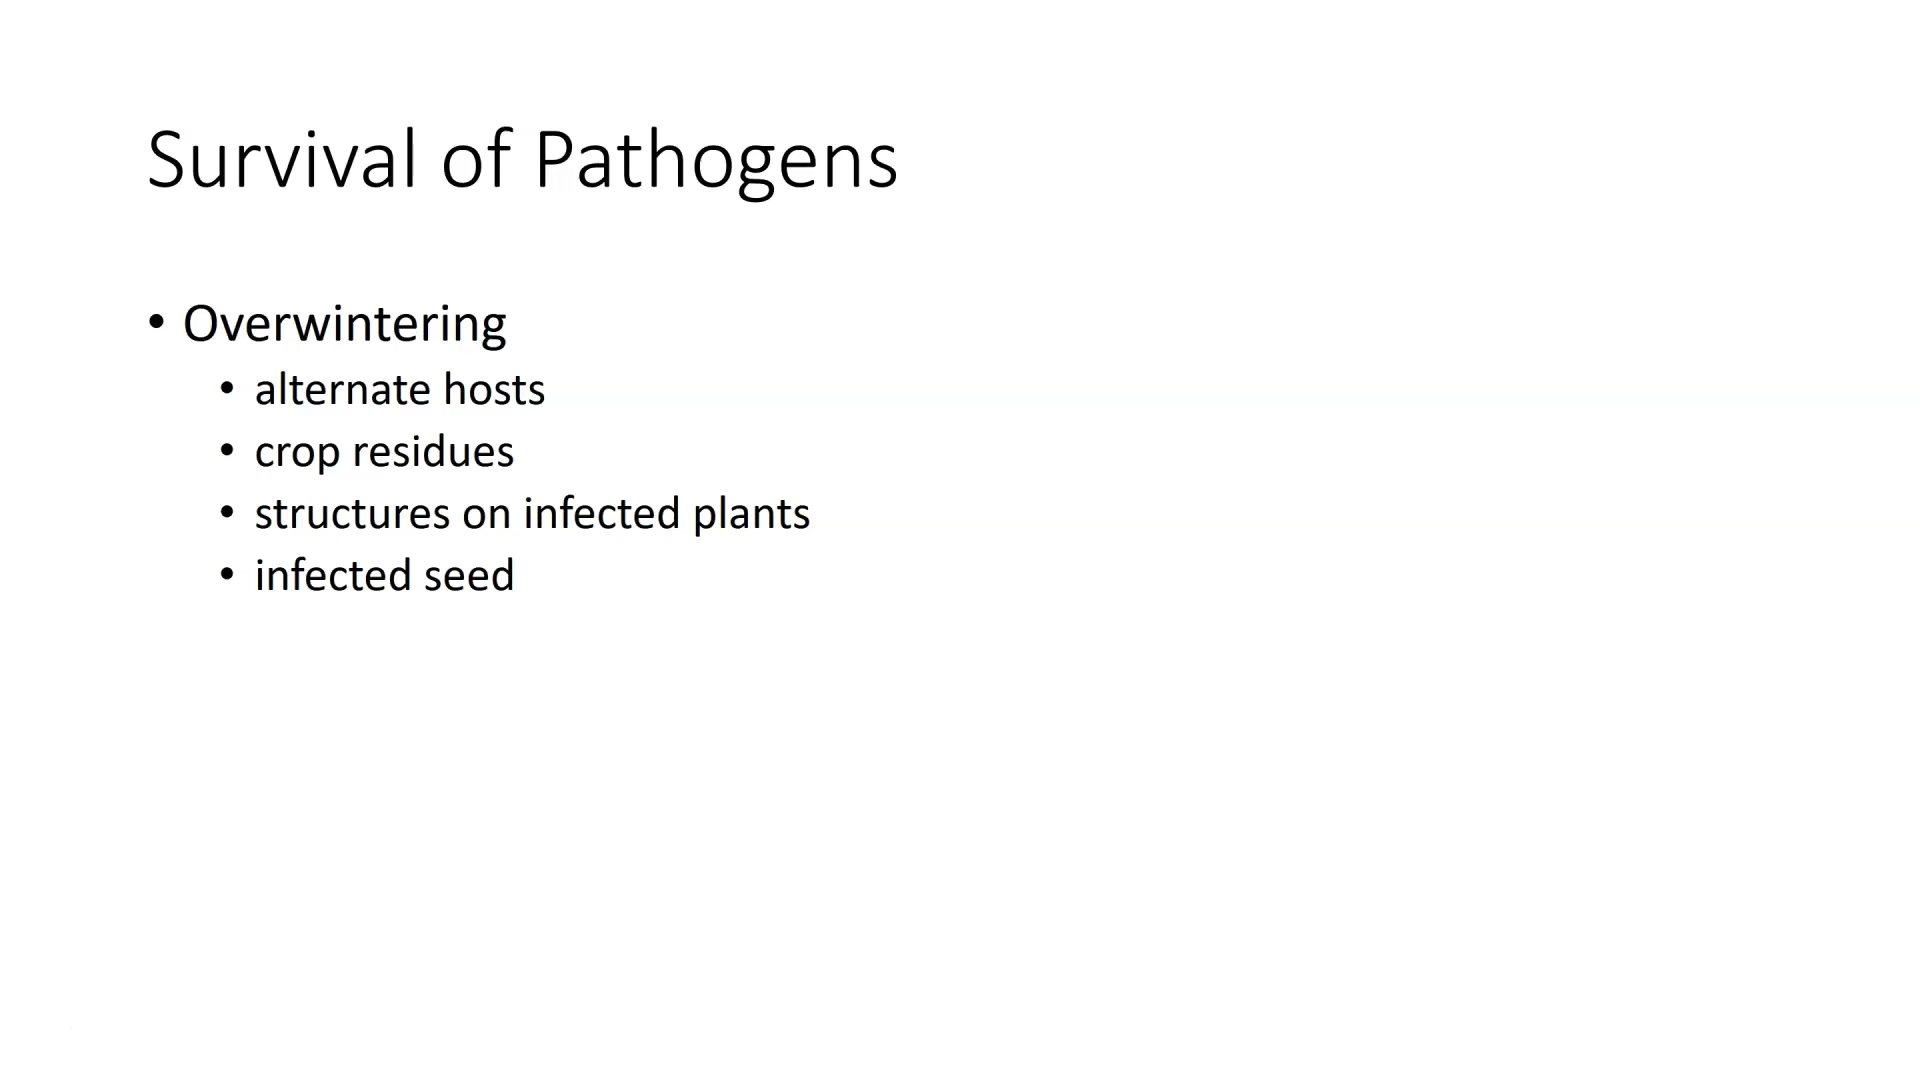 Survival of Pathogens
• Overwintering
• alternate hosts
• crop residues
• structures on infected plants
• infected seed